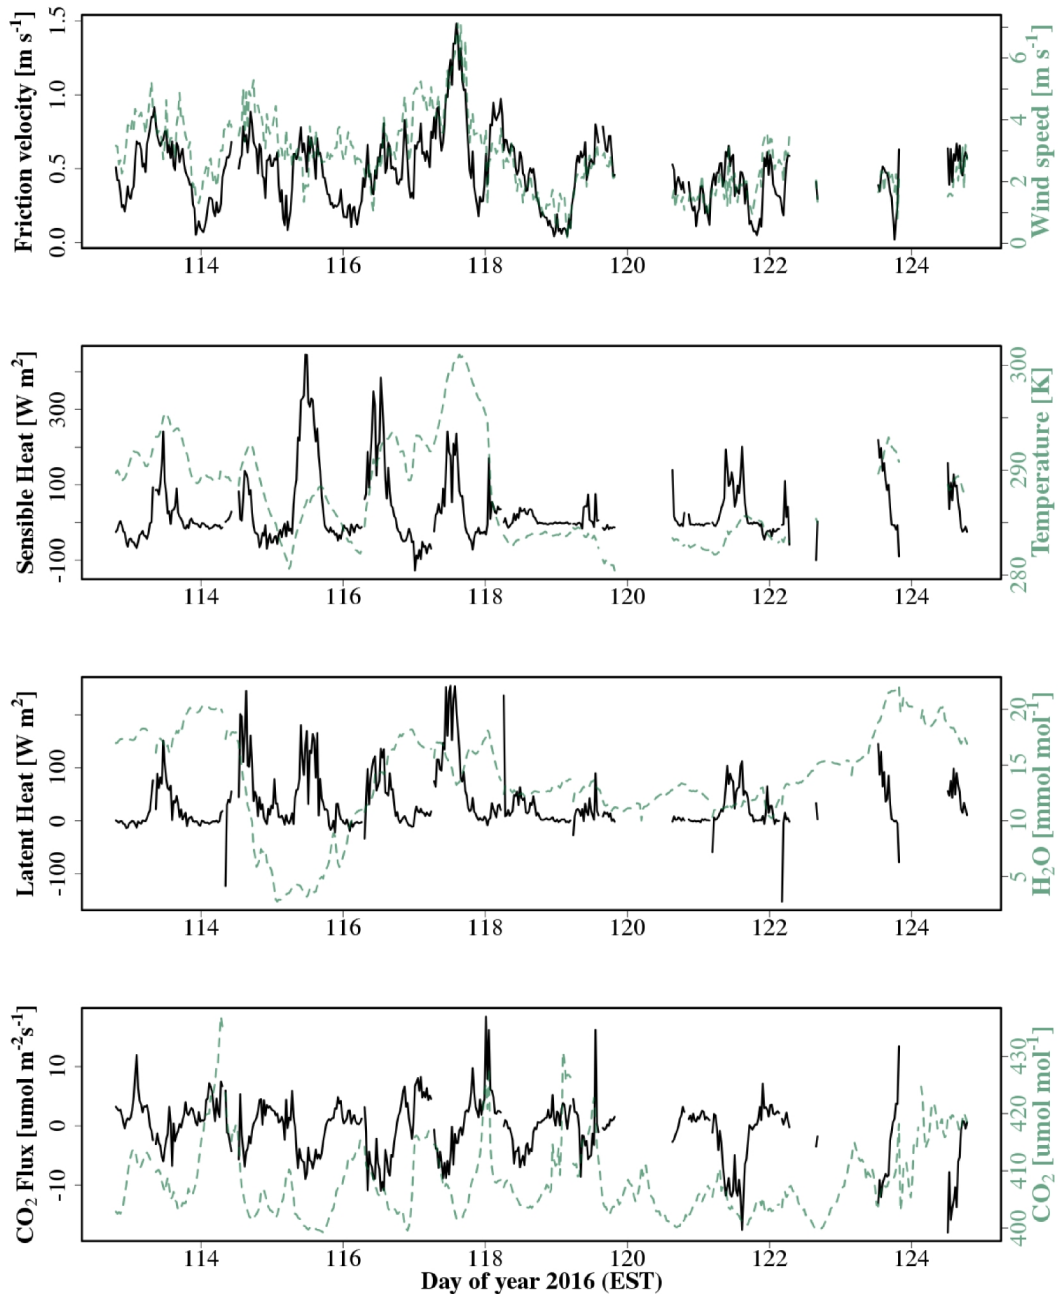 Friction velocity [m s⁻¹]
0.0 0.5 1.0 1.5
114 116 118 120 122 124
0 2 4 6
Wind speed [m s⁻¹]
Sensible Heat [W m²]
-100 100 300
114 116 118 120 122 124
280 290 300
Temperature [K]
Latent Heat [W m²]
-100 0 100
114 116 118 120 122 124
5 10 15 20
H₂O [mmol mol⁻¹]
CO₂ Flux [umol m⁻²s⁻¹]
-10 0 10
114 116 118 120 122 124
400 410 420 430
CO₂ [umol mol⁻¹]
Day of year 2016 (EST)